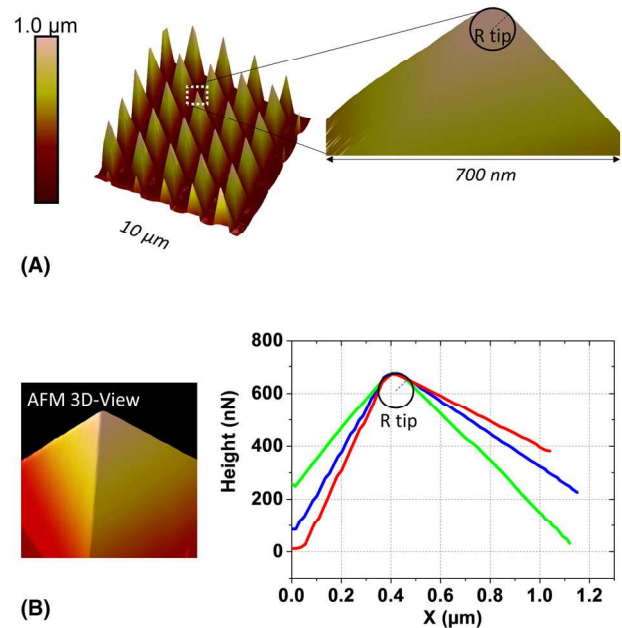 1.0 μm
R tip
10 μm
700 nm
(A)
AFM 3D-View
800
600
400
200
0
Height (nN)
R tip
0.0 0.2 0.4 0.6 0.8 1.0 1.2
X (μm)
(B)